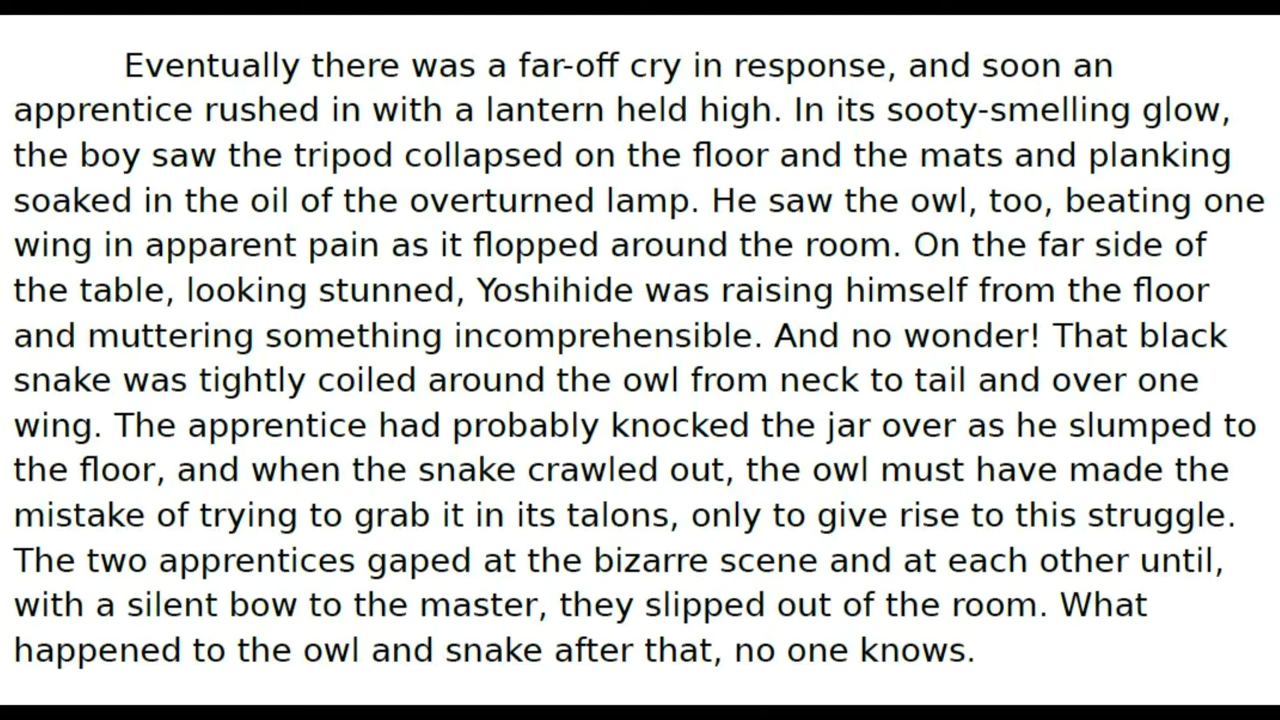 Eventually there was a far-off cry in response, and soon an
apprentice rushed in with a lantern held high. In its sooty-smelling glow,
the boy saw the tripod collapsed on the floor and the mats and planking
soaked in the oil of the overturned lamp. He saw the owl, too, beating one
wing in apparent pain as it flopped around the room. On the far side of
the table, looking stunned, Yoshihide was raising himself from the floor
and muttering something incomprehensible. And no wonder! That black
snake was tightly coiled around the owl from neck to tail and over one
wing. The apprentice had probably knocked the jar over as he slumped to
the floor, and when the snake crawled out, the owl must have made the
mistake of trying to grab it in its talons, only to give rise to this struggle.
The two apprentices gaped at the bizarre scene and at each other until,
with a silent bow to the master, they slipped out of the room. What
happened to the owl and snake after that, no one knows.